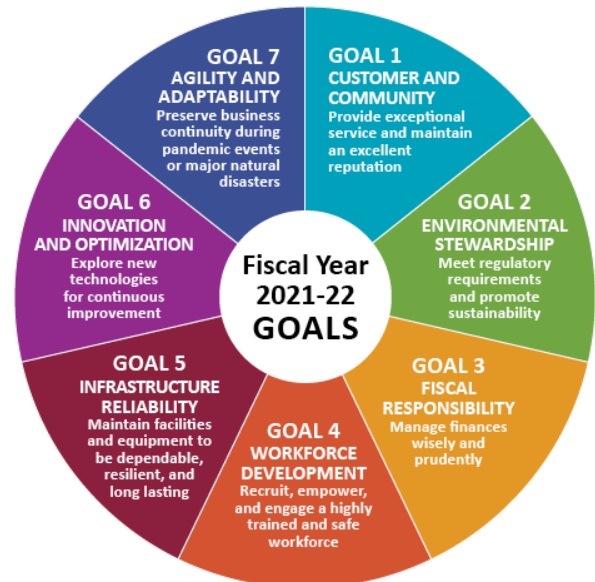 Fiscal Year
2021-22
GOALS
GOAL 1
CUSTOMER AND
COMMUNITY
Provide exceptional
service and maintain
an excellent
reputation
GOAL 2
ENVIRONMENTAL
STEWARDSHIP
Meet regulatory
requirements
and promote
sustainability
GOAL 3
FISCAL
RESPONSIBILITY
Manage finances
wisely and
prudently
GOAL 4
WORKFORCE
DEVELOPMENT
Recruit, empower,
and engage a highly
trained and safe
workforce
GOAL 5
INFRASTRUCTURE
RELIABILITY
Maintain facilities
and equipment to
be dependable,
resilient, and
long lasting
GOAL 6
INNOVATION
AND OPTIMIZATION
Explore new
technologies
for continuous
improvement
GOAL 7
AGILITY AND
ADAPTABILITY
Preserve business
continuity during
pandemic events
or major natural
disasters